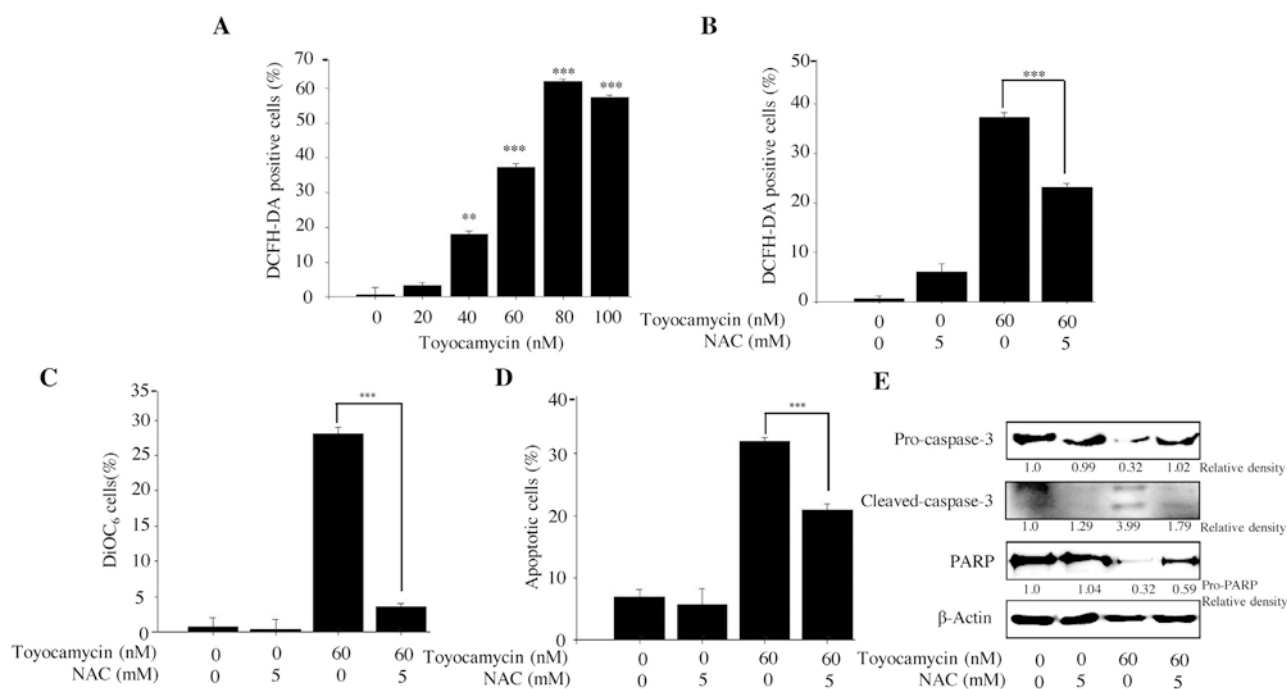 A
DCFH-DA positive cells (%)
70
60
50
40
30
20
10
0
**
***
***
***
0 20 40 60 80 100
Toyocamycin (nM)
B
DCFH-DA positive cells (%)
50
40
30
20
10
0
***
Toyocamycin (nM) 0 0 60 60
NAC (mM) 0 5 0 5
C
DiOC6 cells(%)
35
30
25
20
15
10
5
0
***
Toyocamycin (nM) 0 0 60 60
NAC (mM) 0 5 0 5
D
Apoptotic cells (%)
40
30
20
10
0
***
Toyocamycin (nM) 0 0 60 60
NAC (mM) 0 5 0 5
E
Pro-caspase-3
1.0 0.99 0.32 1.02 Relative density
Cleaved-caspase-3
1.0 1.29 3.99 1.79 Relative density
PARP
1.0 1.04 0.32 0.59 Pro-PARP
Relative density
β-Actin
Toyocamycin (nM) 0 0 60 60
NAC (mM) 0 5 0 5